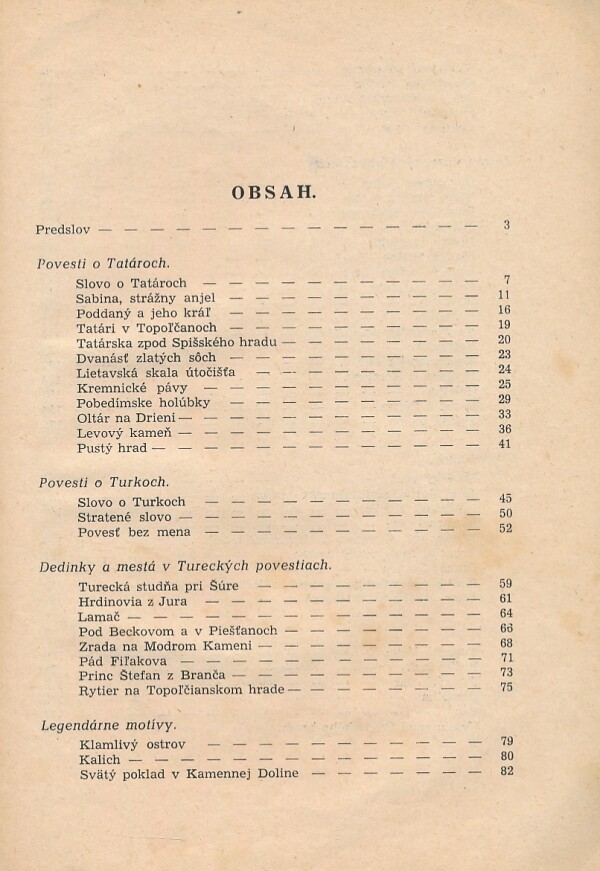 OBSAH.
Predslov — — — — — — — — — — — — — — — — 3
Povesti o Tatároch.
Slovo o Tatároch — — — — — — — — — — — 7
Sabina, strážny anjel — — — — — — — — — — 11
Poddaný a jeho kráľ — — — — — — — — — — 16
Tatári v Topoľčanoch — — — — — — — — — — 19
Tatárska zpod Spišského hradu — — — — — — — — 20
Dvanásť zlatých sôch — — — — — — — — — — 23
Lietavská skala útočišťa — — — — — — — — — 24
Kremnické pávy — — — — — — — — — — — 25
Pobedímske holúbky — — — — — — — — — — 29
Oltár na Drieni — — — — — — — — — — — — 33
Levový kameň — — — — — — — — — — — — 36
Pustý hrad — — — — — — — — — — — — — 41
Povesti o Turkoch.
Slovo o Turkoch — — — — — — — — — — — 45
Stratené slovo — — — — — — — — — — — — 50
Povesť bez mena — — — — — — — — — — — 52
Dedinky a mestá v Tureckých povestiach.
Turecká studňa pri Šúre — — — — — — — — — 59
Hrdinovia z Jura — — — — — — — — — — — — 61
Lamač — — — — — — — — — — — — — — 64
Pod Beckovom a v Piešťanoch — — — — — — — — 66
Zrada na Modrom Kameni — — — — — — — — — 68
Pád Fiľakova — — — — — — — — — — — — 71
Princ Štefan z Branča — — — — — — — — — — 73
Rytier na Topoľčianskom hrade — — — — — — — — 75
Legendárne motívy.
Klamlivý ostrov — — — — — — — — — — — 79
Kalich — — — — — — — — — — — — — — 80
Svätý poklad v Kamennej Doline — — — — — — — 82